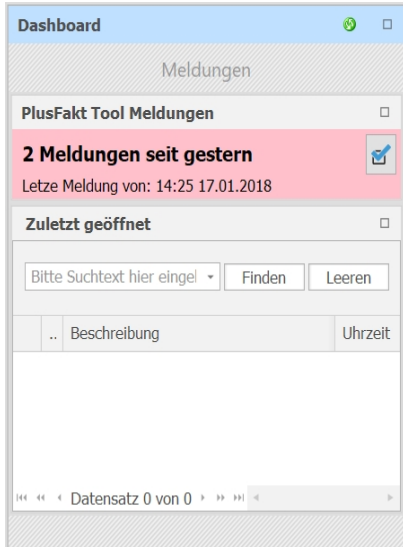 Dashboard
Meldungen
PlusFakt Tool Meldungen
2 Meldungen seit gestern
Letze Meldung von: 14:25 17.01.2018
Zuletzt geöffnet
Bitte Suchtext hier eingel Finden Leeren
.. Beschreibung Uhrzeit
Datensatz 0 von 0